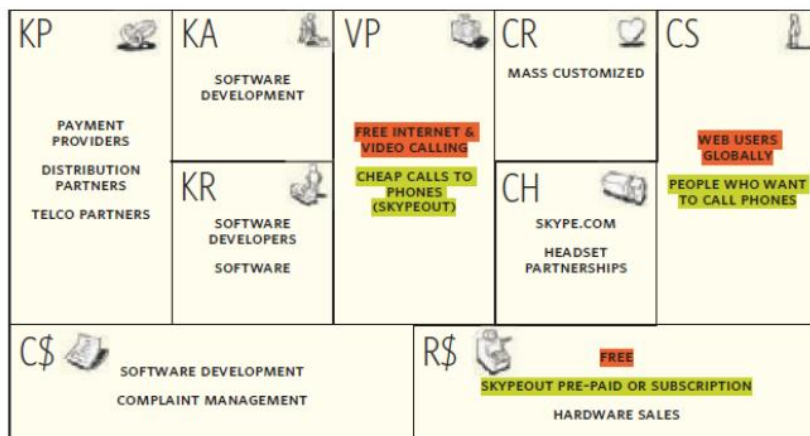 KP
PAYMENT
PROVIDERS
DISTRIBUTION
PARTNERS
TELCO PARTNERS
KA
SOFTWARE
DEVELOPMENT
KR
SOFTWARE
DEVELOPERS
SOFTWARE
VP
FREE INTERNET &
VIDEO CALLING
CHEAP CALLS TO
PHONES
(SKYPEOUT)
CR
MASS CUSTOMIZED
CH
SKYPE.COM
HEADSET
PARTNERSHIPS
CS
WEB USERS
GLOBALLY
PEOPLE WHO WANT
TO CALL PHONES
C$
SOFTWARE DEVELOPMENT
COMPLAINT MANAGEMENT
R$
FREE
SKYPEOUT PRE-PAID OR SUBSCRIPTION
HARDWARE SALES